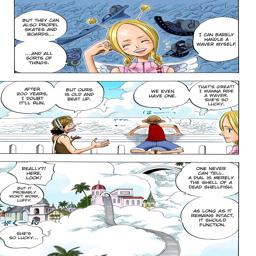 BUT THEY
CAN ALSO
PROPEL
SKATES AND
BOARDS...
...AND ALL
SORTS OF
THINGS.
I CAN BARELY
HANDLE A
WAVER MYSELF.
AFTER
200 YEARS,
I DOUBT
IT'LL RUN.
BUT OURS
IS OLD AND
BEAT UP.
WE EVEN
HAVE ONE.
THAT'S GREAT!
I WANNA RIDE
A WAVER.
SHE'S SO
LUCKY.
REALLY?!
HERE,
LOOK!
BUT IT
PROBABLY
WON'T WORK,
LUFFY.
SHE'S
SO LUCKY...
ONE NEVER
CAN TELL.
A DIAL IS MERELY
THE SHELL OF A
DEAD SHELLFISH.
AS LONG AS IT
REMAINS INTACT,
IT SHOULD
FUNCTION.